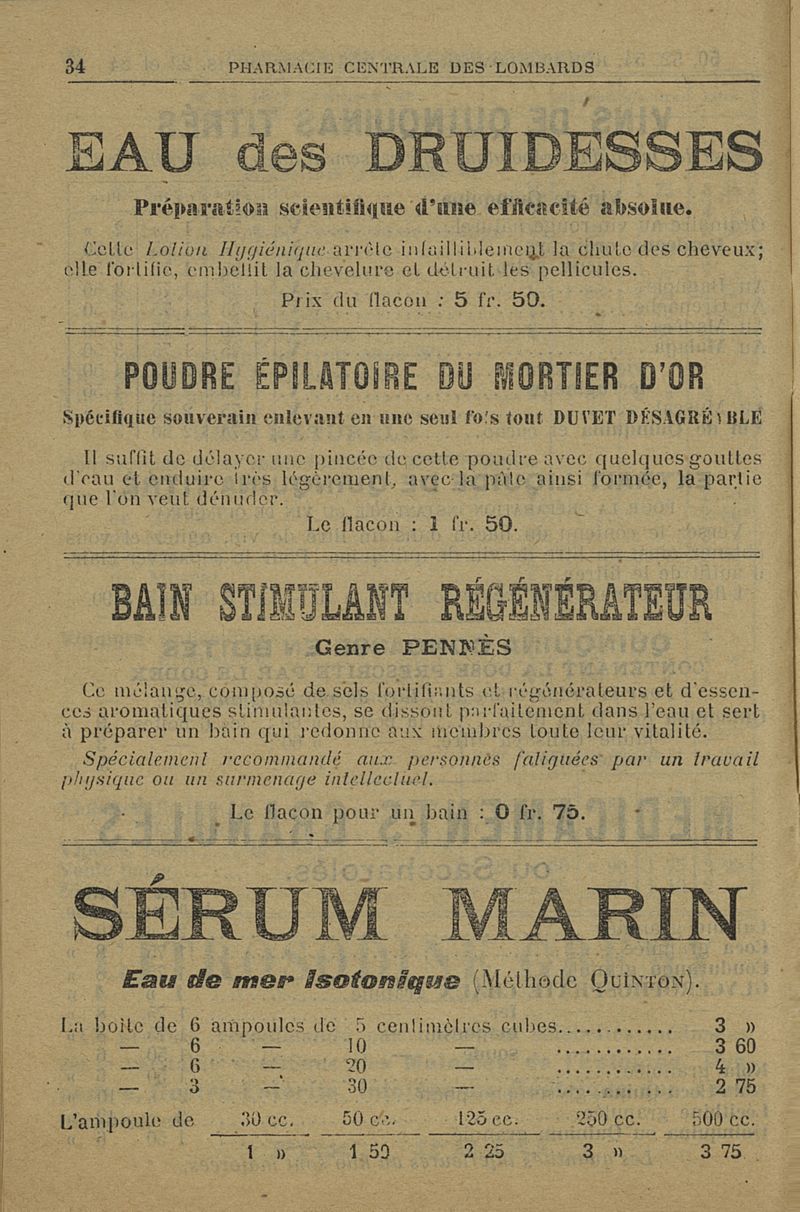 34 PHARMACIE CENTRALE DES LOMBARDS
EAU des DRUIDESSES
Préparation scientifique d'une efficacité absolue.
Cette Lotion Hygiénique arrête infailliblement la chute des cheveux;
elle fortifie, embellit la chevelure et détruit les pellicules.
Prix du flacon : 5 fr. 50.
POUDRE ÉPILATOIRE DU MORTIER D'OR
Spécifique souverain enlevant en une seul fois tout DUVET DÉSAGRÉABLE
Il suffit de délayer une pincée de cette poudre avec quelques gouttes
d'eau et enduire très légèrement, avec la pâte ainsi formée, la partie
que l'on veut dénuder.
Le flacon : 1 fr. 50.
BAIN STIMULANT RÉGÉNÉRATEUR
Genre PENNÈS
Ce mélange, composé de sels fortifiants et régénérateurs et d'essen-
ces aromatiques stimulantes, se dissout parfaitement dans l'eau et sert
à préparer un bain qui redonne aux membres toute leur vitalité.
Spécialement recommandé aux personnes fatiguées par un travail
physique ou un surmenage intellectuel.
Le flacon pour un bain : 0 fr. 75.
SÉRUM MARIN
Eau de mer Isotonique (Méthode QUINTON).
La boîte de 6 ampoules de 5 centimètres cubes............ 3 »
— 6 — 10 — ............ 3 60
— 6 — 20 — ............ 4 »
— 3 — 30 — ............ 2 75
L'ampoule de 30 cc. 50 cc. 125 cc. 250 cc. 500 cc.
1 » 1 50 2 25 3 » 3 75